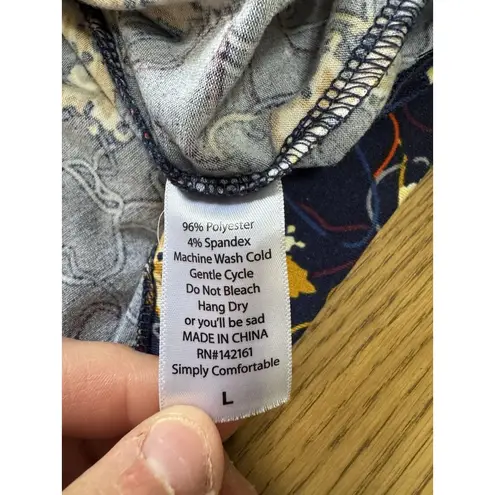 96% Polyester
4% Spandex
Machine Wash Cold
Gentle Cycle
Do Not Bleach
Hang Dry
or you'll be sad
MADE IN CHINA
RN#142161
Simply Comfortable
L